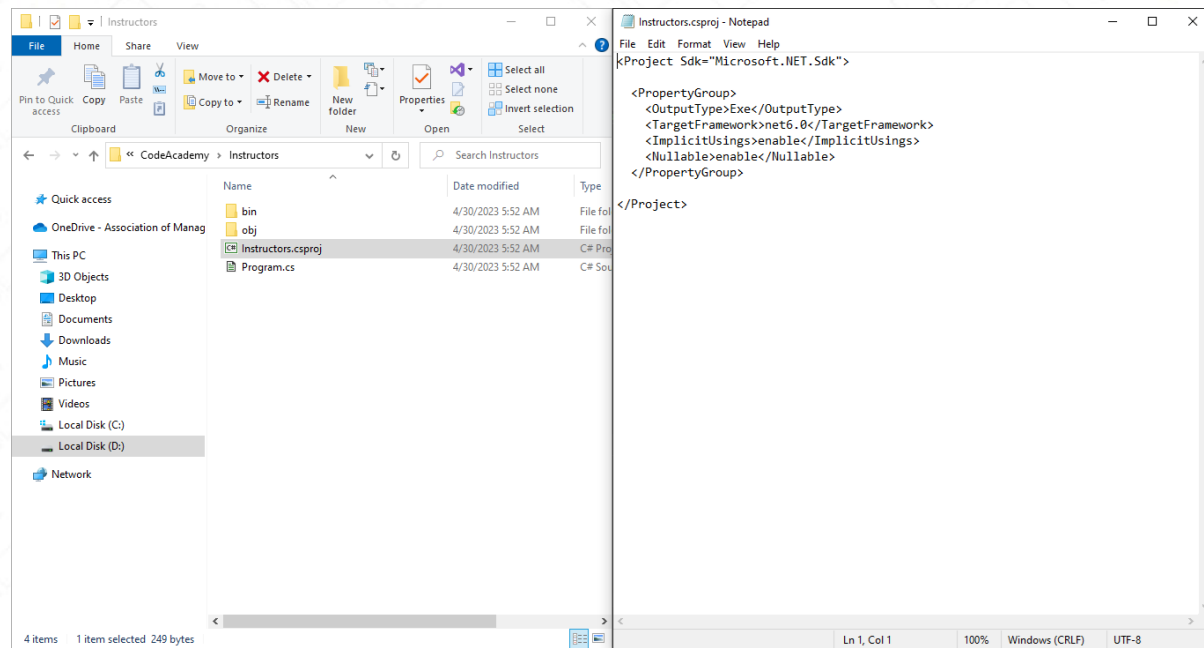 Instructors
File Home Share View
Pin to Quick access
Copy
Paste
Move to
Copy to
Delete
Rename
New folder
Properties
Select all
Select none
Invert selection
Clipboard Organize New Open Select
« CodeAcademy > Instructors
Search Instructors
Quick access
OneDrive - Association of Manag
This PC
3D Objects
Desktop
Documents
Downloads
Music
Pictures
Videos
Local Disk (C:)
Local Disk (D:)
Network
Name Date modified Type
bin 4/30/2023 5:52 AM File fol
obj 4/30/2023 5:52 AM File fol
Instructors.csproj 4/30/2023 5:52 AM C# Pro
Program.cs 4/30/2023 5:52 AM C# Sou
4 items 1 item selected 249 bytes
Instructors.csproj - Notepad
File Edit Format View Help
<Project Sdk="Microsoft.NET.Sdk">
<PropertyGroup>
<OutputType>Exe</OutputType>
<TargetFramework>net6.0</TargetFramework>
<ImplicitUsings>enable</ImplicitUsings>
<Nullable>enable</Nullable>
</PropertyGroup>
</Project>
Ln 1, Col 1 100% Windows (CRLF) UTF-8